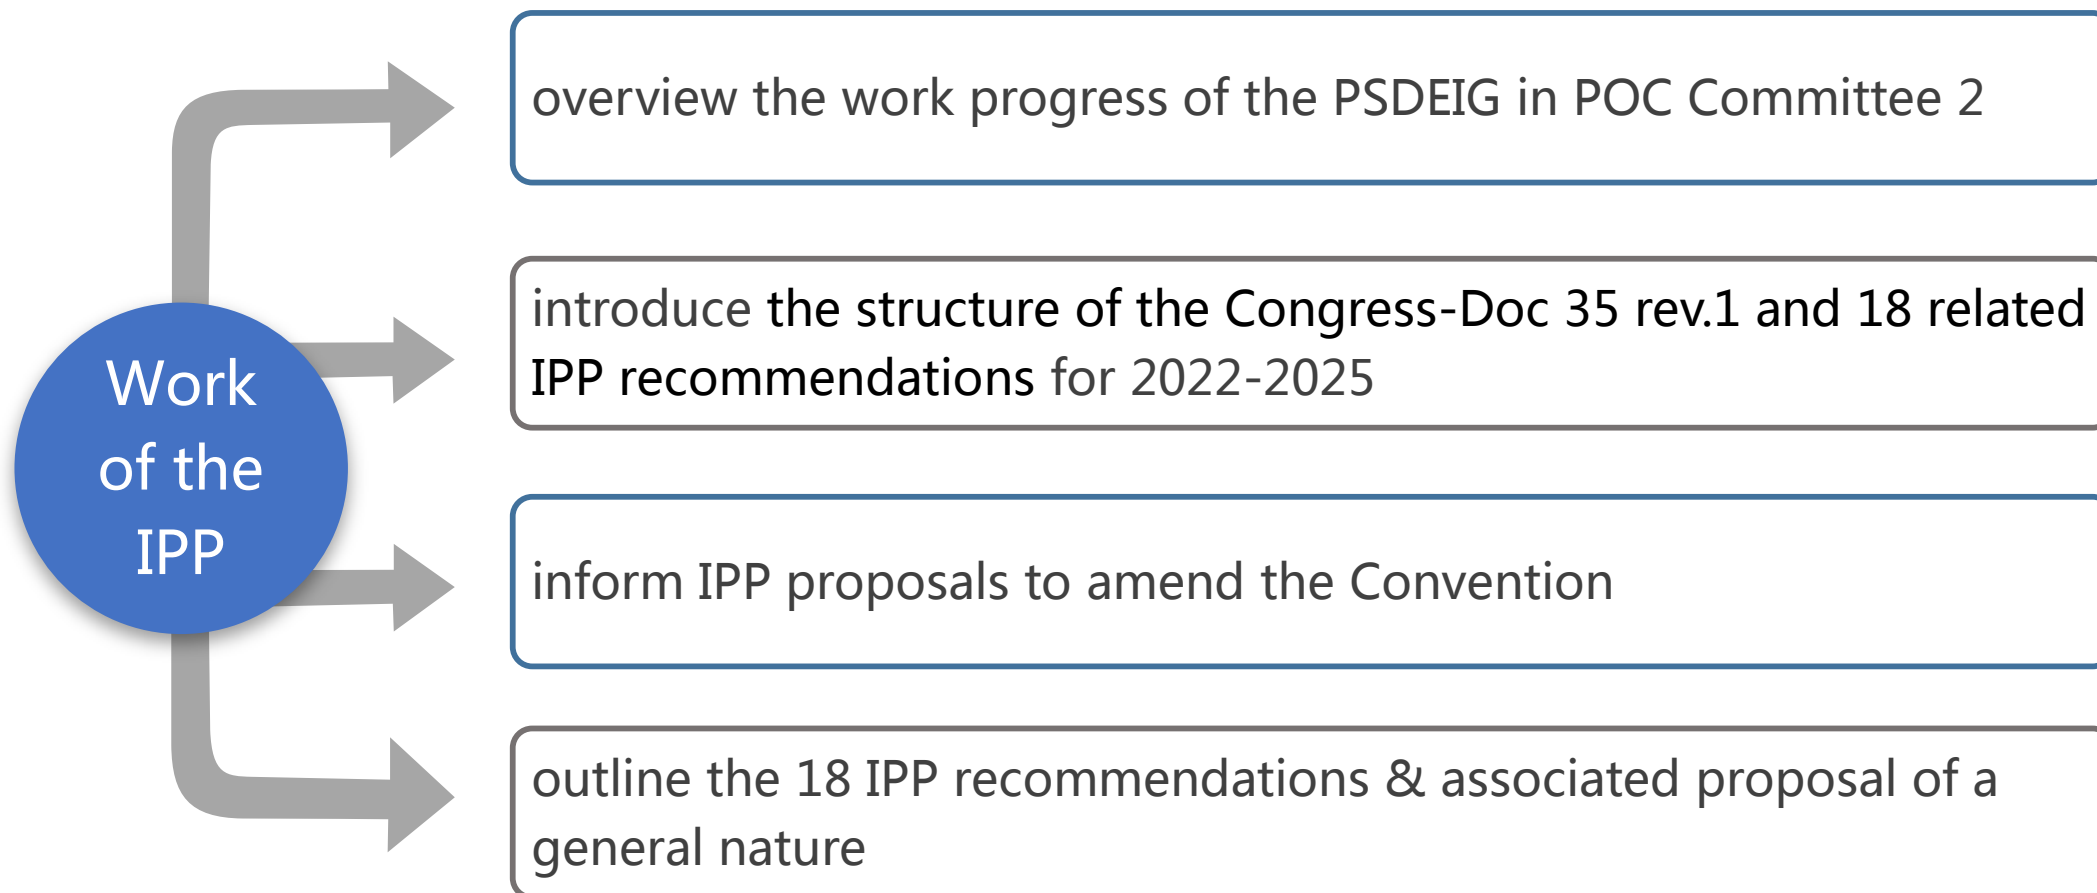 Work
of the
IPP
overview the work progress of the PSDEIG in POC Committee 2
introduce the structure of the Congress-Doc 35 rev.1 and 18 related
IPP recommendations for 2022-2025
inform IPP proposals to amend the Convention
outline the 18 IPP recommendations & associated proposal of a
general nature